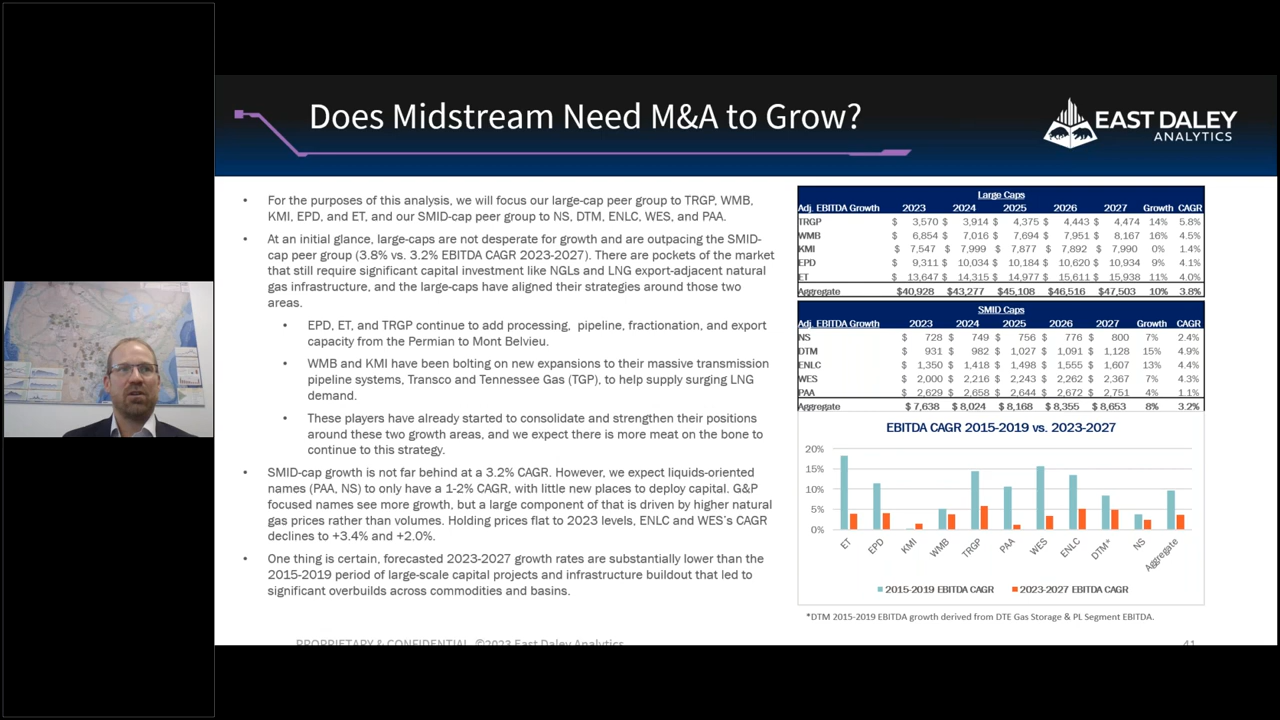 Does Midstream Need M&A to Grow?
EAST DALEY
ANALYTICS
• For the purposes of this analysis, we will focus our large-cap peer group to TRGP, WMB,
KMI, EPD, and ET, and our SMID-cap peer group to NS, DTM, ENLC, WES, and PAA.
• At an initial glance, large-caps are not desperate for growth and are outpacing the SMID-
cap peer group (3.8% vs. 3.2% EBITDA CAGR 2023-2027). There are pockets of the market
that still require significant capital investment like NGLs and LNG export-adjacent natural
gas infrastructure, and the large-caps have aligned their strategies around those two
areas.
• EPD, ET, and TRGP continue to add processing, pipeline, fractionation, and export
capacity from the Permian to Mont Belvieu.
• WMB and KMI have been bolting on new expansions to their massive transmission
pipeline systems, Transco and Tennessee Gas (TGP), to help supply surging LNG
demand.
• These players have already started to consolidate and strengthen their positions
around these two growth areas, and we expect there is more meat on the bone to
continue to this strategy.
• SMID-cap growth is not far behind at a 3.2% CAGR. However, we expect liquids-oriented
names (PAA, NS) to only have a 1-2% CAGR, with little new places to deploy capital. G&P
focused names see more growth, but a large component of that is driven by higher natural
gas prices rather than volumes. Holding prices flat to 2023 levels, ENLC and WES's CAGR
declines to +3.4% and +2.0%.
• One thing is certain, forecasted 2023-2027 growth rates are substantially lower than the
2015-2019 period of large-scale capital projects and infrastructure buildout that led to
significant overbuilds across commodities and basins.
Large Caps
Adj. EBITDA Growth 2023 2024 2025 2026 2027 Growth CAGR
TRGP $ 3,570 $ 3,914 $ 4,375 $ 4,443 $ 4,474 14% 5.8%
WMB $ 6,854 $ 7,016 $ 7,694 $ 7,951 $ 8,167 16% 4.5%
KMI $ 7,547 $ 7,999 $ 7,877 $ 7,892 $ 7,990 0% 1.4%
EPD $ 9,311 $ 10,034 $ 10,184 $ 10,620 $ 10,934 9% 4.1%
ET $ 13,647 $ 14,315 $ 14,977 $ 15,611 $ 15,938 11% 4.0%
Aggregate $40,928 $43,277 $45,108 $46,516 $47,503 10% 3.8%
SMID Caps
Adj. EBITDA Growth 2023 2024 2025 2026 2027 Growth CAGR
NS $ 728 $ 749 $ 756 $ 776 $ 800 7% 2.4%
DTM $ 931 $ 982 $ 1,027 $ 1,091 $ 1,128 15% 4.9%
ENLC $ 1,350 $ 1,418 $ 1,498 $ 1,555 $ 1,607 13% 4.4%
WES $ 2,000 $ 2,216 $ 2,243 $ 2,262 $ 2,367 7% 4.3%
PAA $ 2,629 $ 2,658 $ 2,644 $ 2,672 $ 2,751 4% 1.1%
Aggregate $ 7,638 $ 8,024 $ 8,168 $ 8,355 $ 8,653 8% 3.2%
EBITDA CAGR 2015-2019 vs. 2023-2027
20%
15%
10%
5%
0%
ET EPD KMI WMB TRGP PAA WES ENLC DTM* NS Aggregate
2015-2019 EBITDA CAGR 2023-2027 EBITDA CAGR
*DTM 2015-2019 EBITDA growth derived from DTE Gas Storage & PL Segment EBITDA.
PROPRIETARY & CONFIDENTIAL ©2023 East Daley Analytics
41